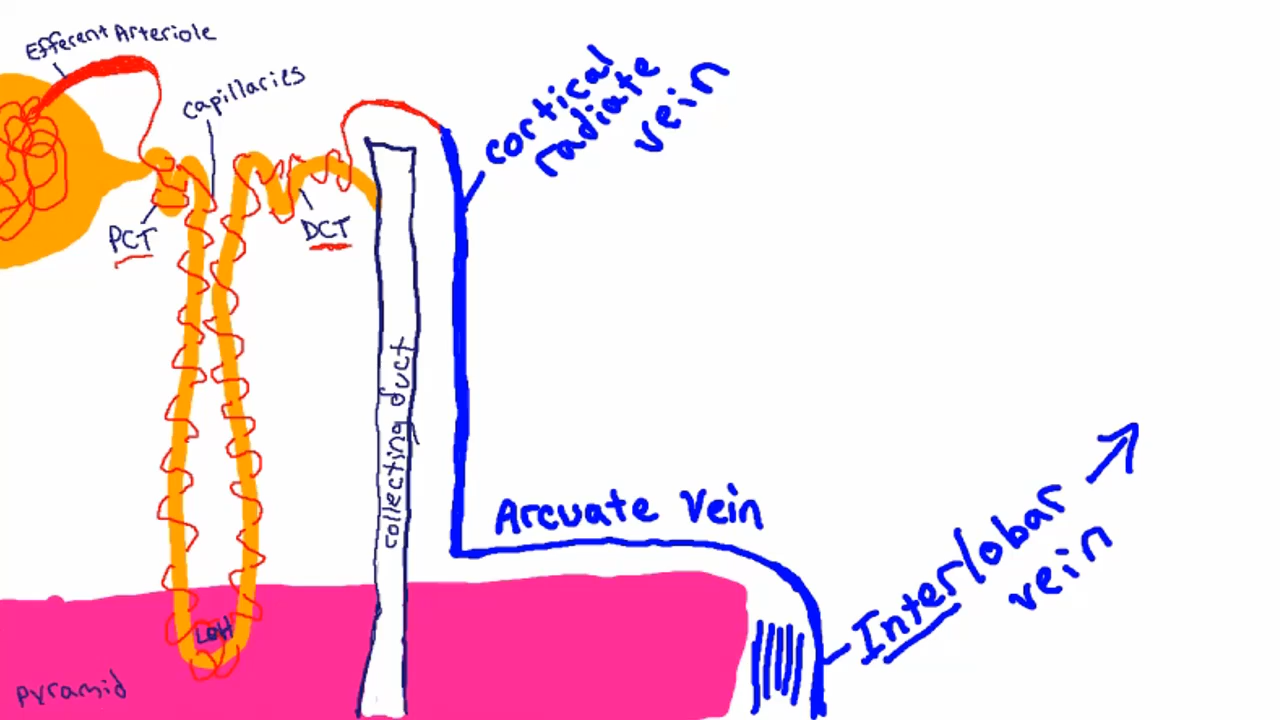 Efferent Arteriole
capillaries
cortical
radiate
vein
PCT
DCT
collecting duct
Arcuate Vein
Interlobar
vein
LOH
pyramid